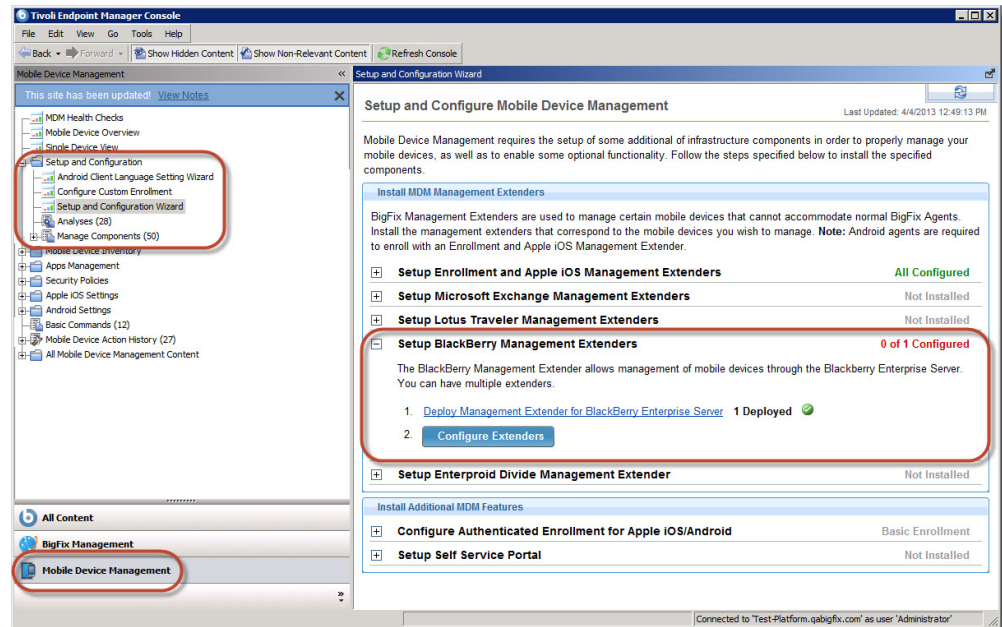 Tivoli Endpoint Manager Console
File Edit View Go Tools Help
Back Forward Show Hidden Content Show Non-Relevant Content Refresh Console
Mobile Device Management «
This site has been updated! View Notes X
MDM Health Checks
Mobile Device Overview
Single Device View
Setup and Configuration
Android Client Language Setting Wizard
Configure Custom Enrollment
Setup and Configuration Wizard
Analyses (28)
Manage Components (50)
Mobile Device Inventory
Apps Management
Security Policies
Apple iOS Settings
Android Settings
Basic Commands (12)
Mobile Device Action History (27)
All Mobile Device Management Content
All Content
BigFix Management
Mobile Device Management
»
Setup and Configuration Wizard
Setup and Configure Mobile Device Management
Last Updated: 4/4/2013 12:49:13 PM
Mobile Device Management requires the setup of some additional of infrastructure components in order to properly manage your
mobile devices, as well as to enable some optional functionality. Follow the steps specified below to install the specified
components.
Install MDM Management Extenders
BigFix Management Extenders are used to manage certain mobile devices that cannot accommodate normal BigFix Agents.
Install the management extenders that correspond to the mobile devices you wish to manage. Note: Android agents are required
to enroll with an Enrollment and Apple iOS Management Extender.
Setup Enrollment and Apple iOS Management Extenders All Configured
Setup Microsoft Exchange Management Extenders Not Installed
Setup Lotus Traveler Management Extenders Not Installed
Setup BlackBerry Management Extenders 0 of 1 Configured
The BlackBerry Management Extender allows management of mobile devices through the Blackberry Enterprise Server.
You can have multiple extenders.
1. Deploy Management Extender for BlackBerry Enterprise Server 1 Deployed
2. Configure Extenders
Setup Enterproid Divide Management Extender Not Installed
Install Additional MDM Features
Configure Authenticated Enrollment for Apple iOS/Android Basic Enrollment
Setup Self Service Portal Not Installed
Connected to 'Test-Platform.qabigfix.com' as user 'Administrator'